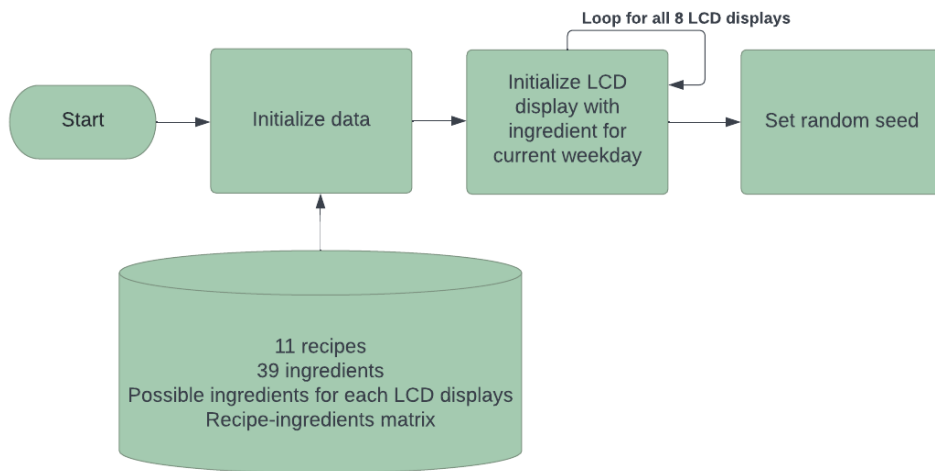 Loop for all 8 LCD displays
Start
Initialize data
Initialize LCD
display with
ingredient for
current weekday
Set random seed
11 recipes
39 ingredients
Possible ingredients for each LCD displays
Recipe-ingredients matrix